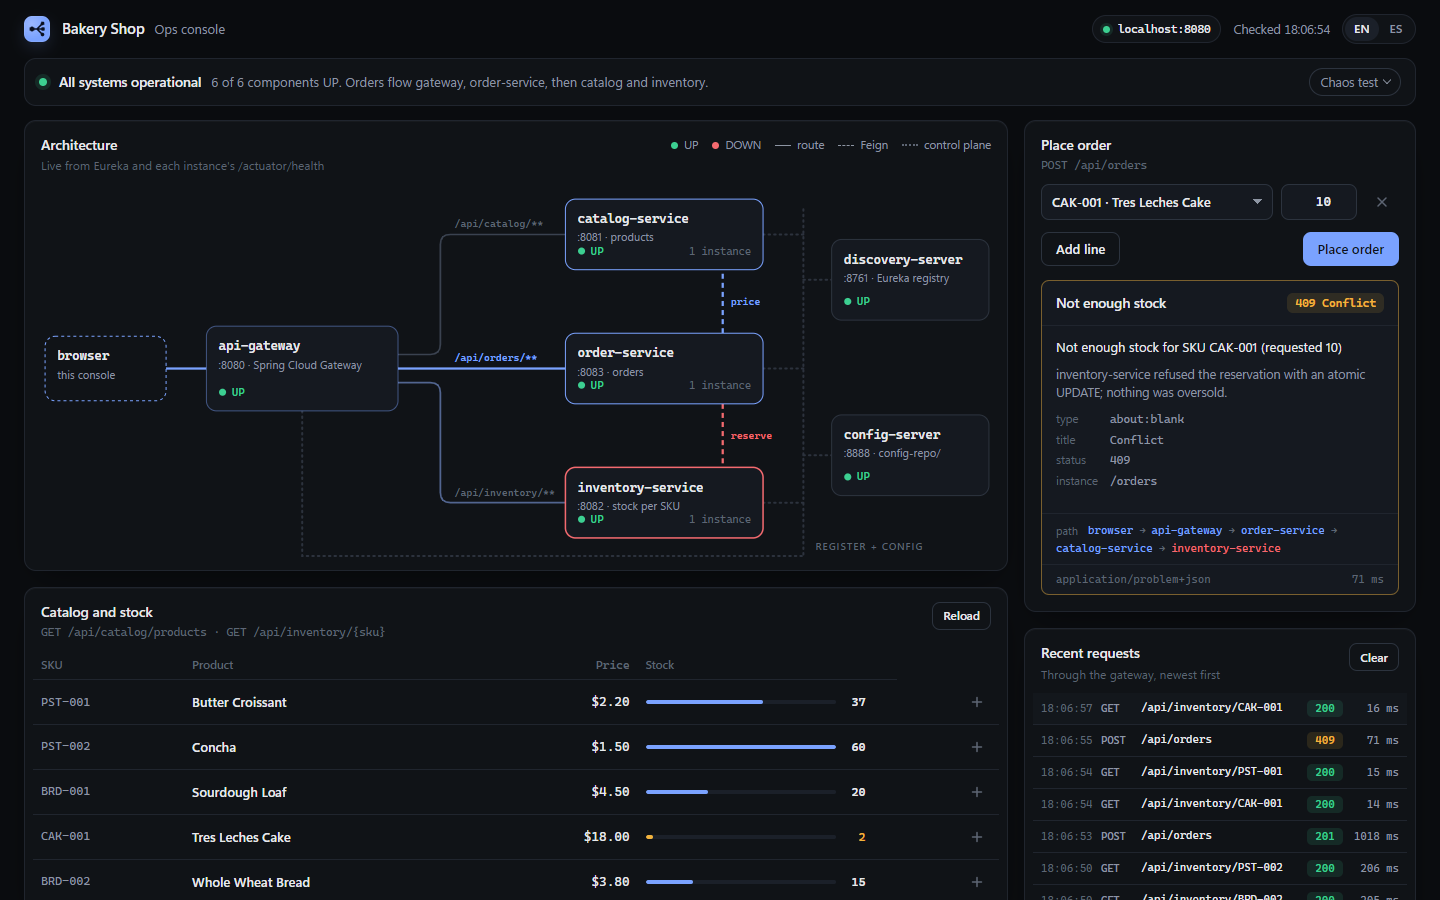 Bakery Shop Ops console
localhost:8080 Checked 18:06:54 EN ES
All systems operational 6 of 6 components UP. Orders flow gateway, order-service, then catalog and inventory.
Chaos test
Architecture
Live from Eureka and each instance's /actuator/health
UP DOWN route Feign control plane
browser
this console
api-gateway
:8080 · Spring Cloud Gateway
UP
/api/catalog/**
/api/orders/**
/api/inventory/**
catalog-service
:8081 · products
UP 1 instance
price
order-service
:8083 · orders
UP 1 instance
reserve
inventory-service
:8082 · stock per SKU
UP 1 instance
discovery-server
:8761 · Eureka registry
UP
config-server
:8888 · config-repo/
UP
REGISTER + CONFIG
Place order
POST /api/orders
CAK-001 · Tres Leches Cake 10
Add line
Place order
Not enough stock 409 Conflict
Not enough stock for SKU CAK-001 (requested 10)
inventory-service refused the reservation with an atomic
UPDATE; nothing was oversold.
type about:blank
title Conflict
status 409
instance /orders
path browser → api-gateway → order-service →
catalog-service → inventory-service
application/problem+json 71 ms
Catalog and stock
GET /api/catalog/products · GET /api/inventory/{sku}
Reload
SKU Product Price Stock
PST-001 Butter Croissant $2.20 37 +
PST-002 Concha $1.50 60 +
BRD-001 Sourdough Loaf $4.50 20 +
CAK-001 Tres Leches Cake $18.00 2 +
BRD-002 Whole Wheat Bread $3.80 15 +
Recent requests
Through the gateway, newest first
Clear
18:06:57 GET /api/inventory/CAK-001 200 16 ms
18:06:55 POST /api/orders 409 71 ms
18:06:54 GET /api/inventory/PST-001 200 15 ms
18:06:54 GET /api/inventory/CAK-001 200 14 ms
18:06:53 POST /api/orders 201 1018 ms
18:06:50 GET /api/inventory/PST-002 200 206 ms
GET /api/inventory/BRD-002 200